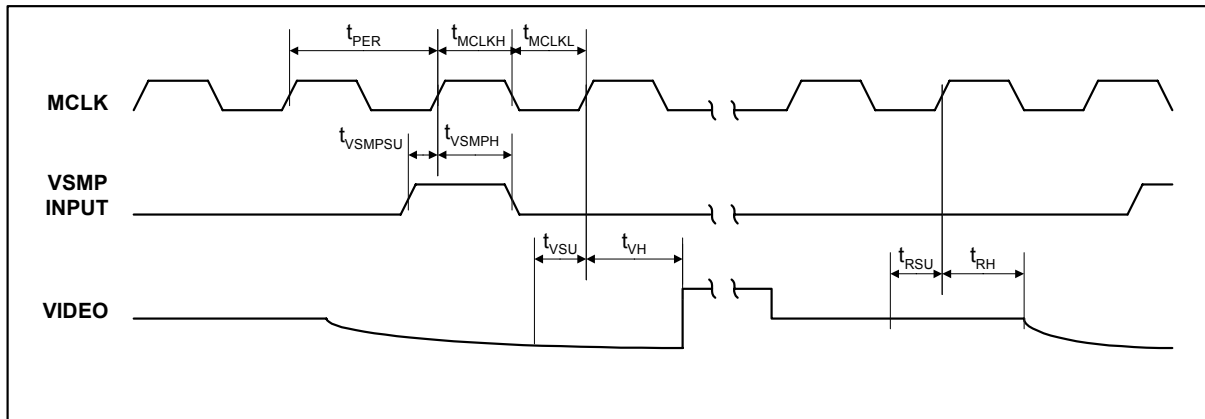 tPER tMCLKH tMCLKL
MCLK
tVSMPSU tVSMPH
VSMP
INPUT
tVSU tVH tRSU tRH
VIDEO